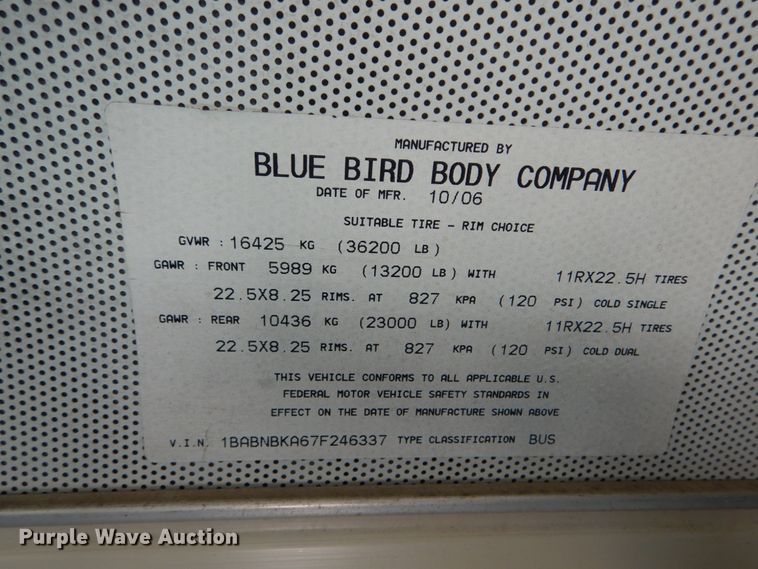 MANUFACTURED BY
BLUE BIRD BODY COMPANY
DATE OF MFR. 10/06
SUITABLE TIRE - RIM CHOICE
GVWR : 16425 KG (36200 LB)
GAWR : FRONT 5989 KG (13200 LB) WITH 11RX22.5H TIRES
22.5X8.25 RIMS. AT 827 KPA (120 PSI) COLD SINGLE
GAWR : REAR 10436 KG (23000 LB) WITH 11RX22.5H TIRES
22.5X8.25 RIMS. AT 827 KPA (120 PSI) COLD DUAL
THIS VEHICLE CONFORMS TO ALL APPLICABLE U.S.
FEDERAL MOTOR VEHICLE SAFETY STANDARDS IN
EFFECT ON THE DATE OF MANUFACTURE SHOWN ABOVE
V.I.N. 1BABNBKA67F246337 TYPE CLASSIFICATION BUS
Purple Wave Auction